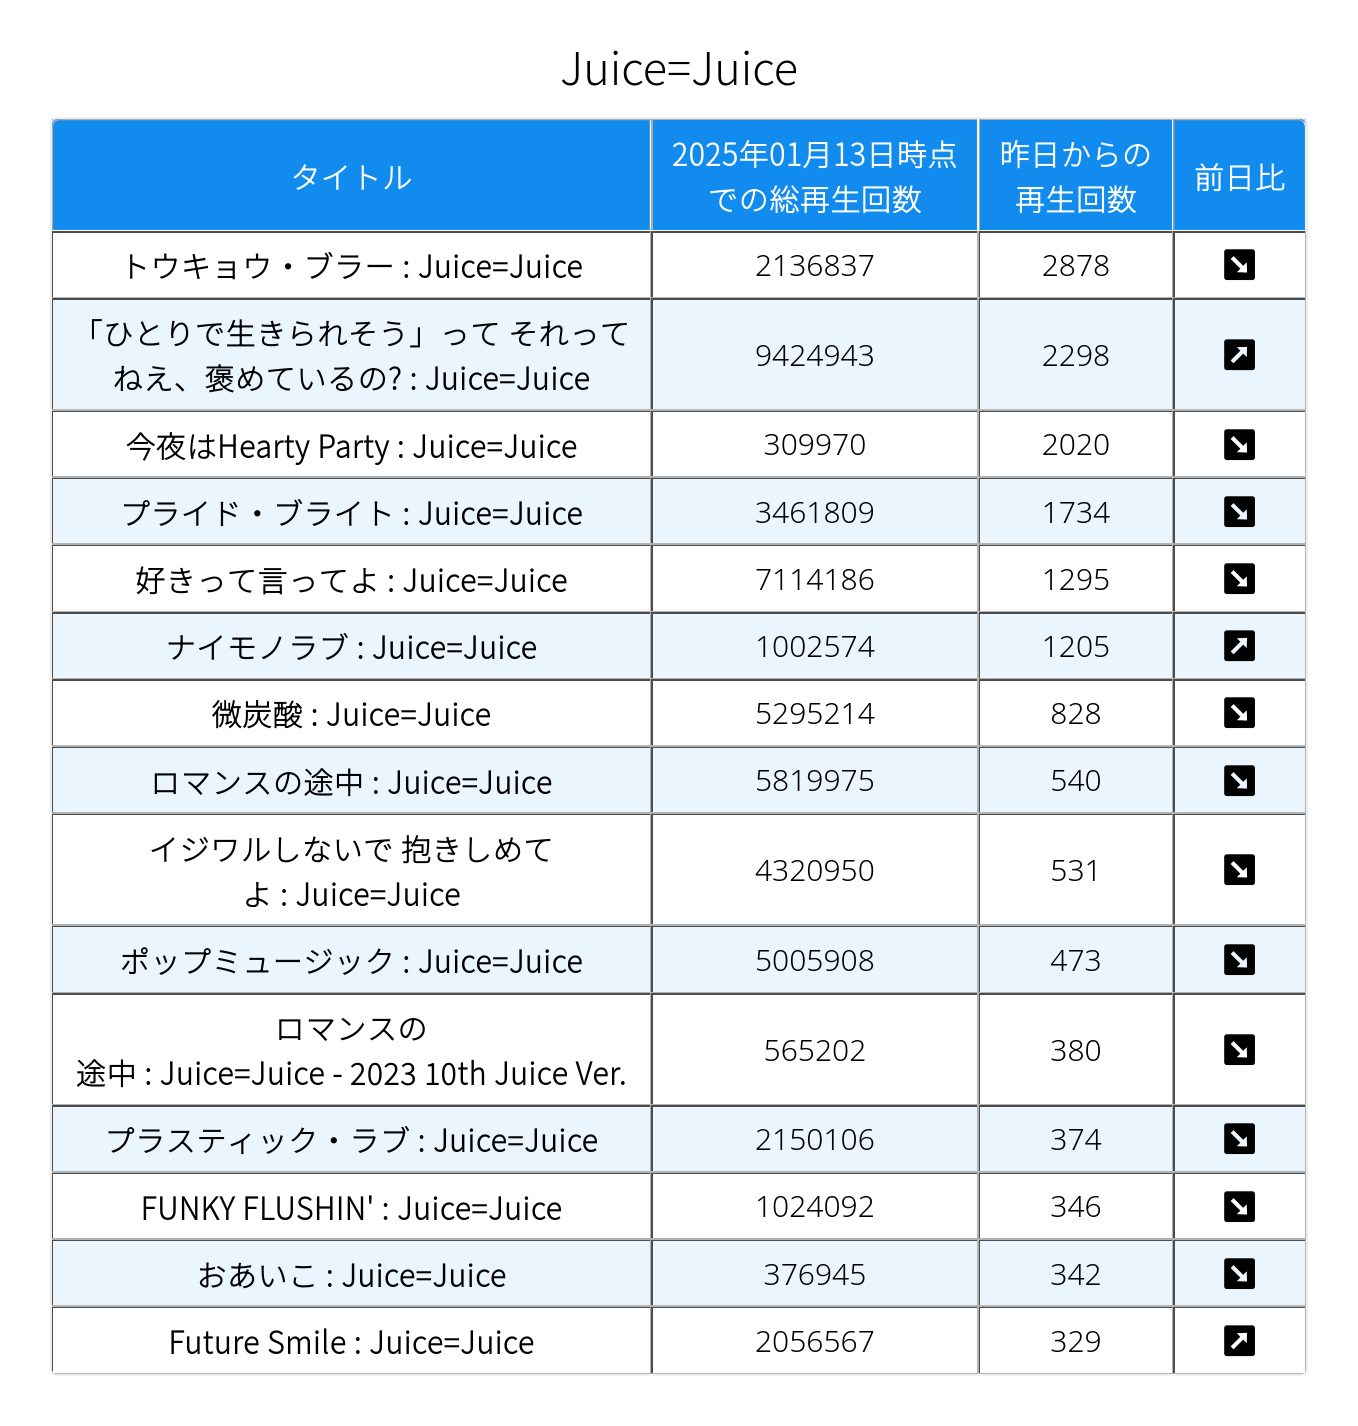 Juice=Juice
タイトル
2025年01月13日時点
での総再生回数
昨日からの
再生回数
前日比
トウキョウ・ブラー : Juice=Juice
2136837
2878
「ひとりで生きられそう」って それって
ねえ、褒めているの? : Juice=Juice
9424943
2298
今夜はHearty Party : Juice=Juice
309970
2020
プライド・ブライト : Juice=Juice
3461809
1734
好きって言ってよ : Juice=Juice
7114186
1295
ナイモノラブ : Juice=Juice
1002574
1205
微炭酸 : Juice=Juice
5295214
828
ロマンスの途中 : Juice=Juice
5819975
540
イジワルしないで 抱きしめて
よ : Juice=Juice
4320950
531
ポップミュージック : Juice=Juice
5005908
473
ロマンスの
途中 : Juice=Juice - 2023 10th Juice Ver.
565202
380
プラスティック・ラブ : Juice=Juice
2150106
374
FUNKY FLUSHIN' : Juice=Juice
1024092
346
おあいこ : Juice=Juice
376945
342
Future Smile : Juice=Juice
2056567
329